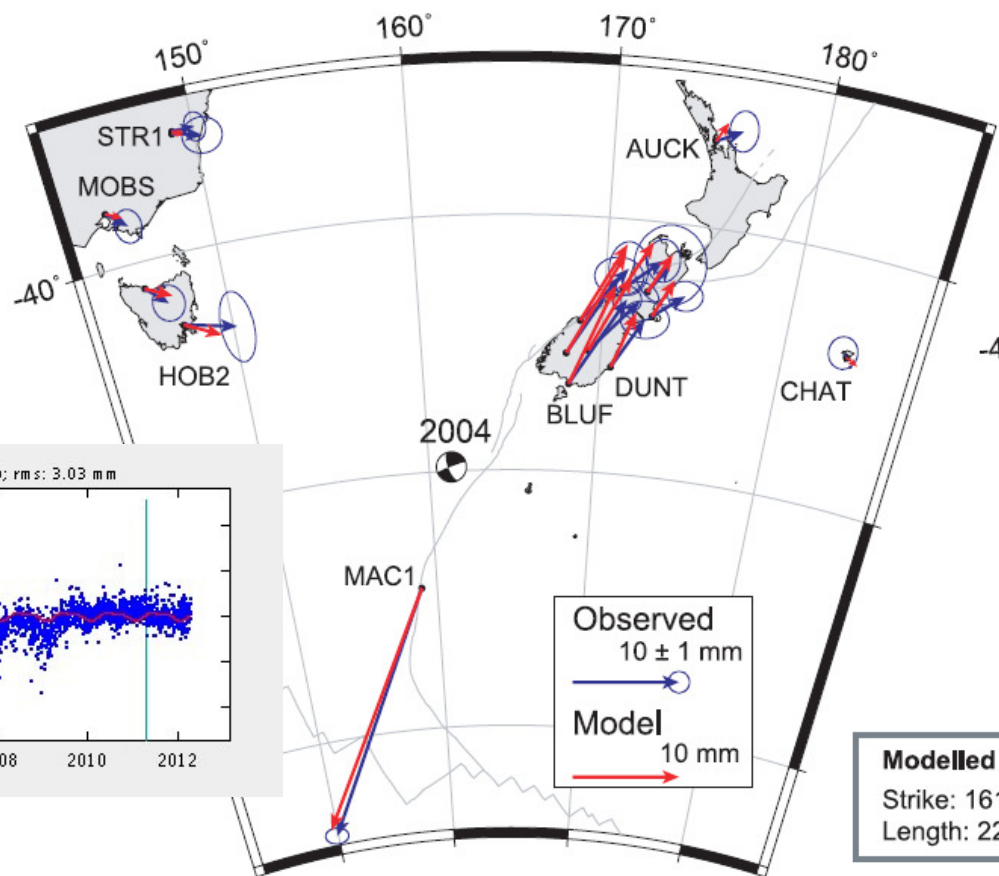 150°
160°
170°
180°
STR1
AUCK
MOBS
-40°
HOB2
DUNT
CHAT
BLUF
2004
rms: 3.03 mm
MAC1
Observed
10 ± 1 mm
Model
10 mm
2010
2012
Modelled
Strike: 161
Length: 22